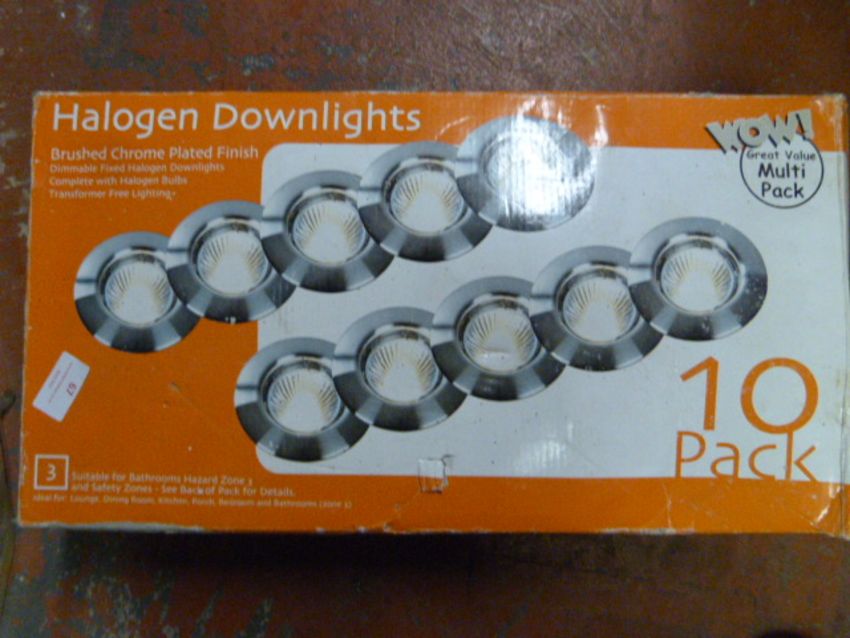 Halogen Downlights
Brushed Chrome Plated Finish
Dimmable Fixed Halogen Downlights
Complete with Halogen Bulbs
Transformer Free Lighting
WOW!
Great Value
Multi
Pack
67
10
Pack
3
Suitable for Bathrooms Hazard Zone 3
and Safety Zones - See Back of Pack for Details.
Ideal for: Lounge, Dining Room, Kitchen, Porch, Bedroom and Bathrooms (zone 3)